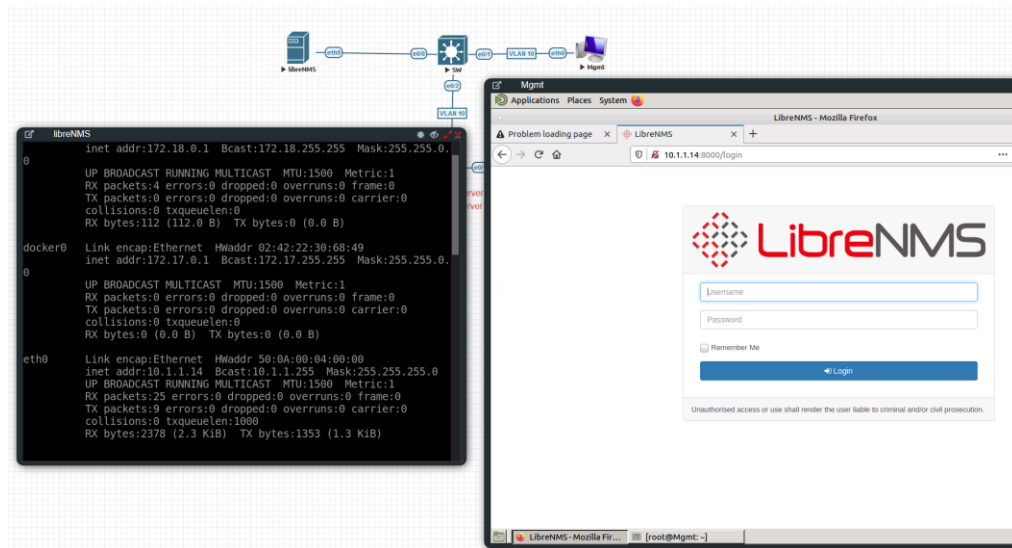 eth0
e0/0
e0/1
VLAN 10
eth0
libreNMS
SW
Mgmt
e0/2
VLAN 10
Mgmt
Applications Places System
LibreNMS - Mozilla Firefox
Problem loading page
LibreNMS
10.1.1.14:8000/login
LibreNMS
Username
Password
Remember Me
Login
Unauthorised access or use shall render the user liable to criminal and/or civil prosecution.
LibreNMS - Mozilla Fir...
[root@Mgmt: ~]
libreNMS
inet addr:172.18.0.1 Bcast:172.18.255.255 Mask:255.255.0.
0
UP BROADCAST RUNNING MULTICAST MTU:1500 Metric:1
RX packets:4 errors:0 dropped:0 overruns:0 frame:0
TX packets:0 errors:0 dropped:0 overruns:0 carrier:0
collisions:0 txqueuelen:0
RX bytes:112 (112.0 B) TX bytes:0 (0.0 B)
docker0 Link encap:Ethernet HWaddr 02:42:22:30:68:49
inet addr:172.17.0.1 Bcast:172.17.255.255 Mask:255.255.0.
0
UP BROADCAST MULTICAST MTU:1500 Metric:1
RX packets:0 errors:0 dropped:0 overruns:0 frame:0
TX packets:0 errors:0 dropped:0 overruns:0 carrier:0
collisions:0 txqueuelen:0
RX bytes:0 (0.0 B) TX bytes:0 (0.0 B)
eth0 Link encap:Ethernet HWaddr 50:0A:00:04:00:00
inet addr:10.1.1.14 Bcast:10.1.1.255 Mask:255.255.255.0
UP BROADCAST RUNNING MULTICAST MTU:1500 Metric:1
RX packets:25 errors:0 dropped:0 overruns:0 frame:0
TX packets:9 errors:0 dropped:0 overruns:0 carrier:0
collisions:0 txqueuelen:1000
RX bytes:2378 (2.3 KiB) TX bytes:1353 (1.3 KiB)